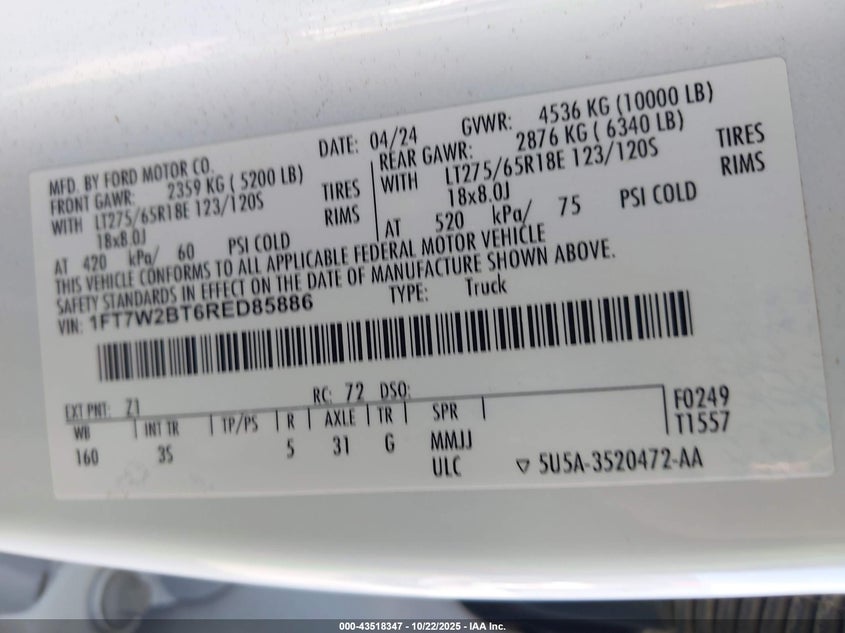 MFD. BY FORD MOTOR CO.
DATE: 04/24
GVWR: 4536 KG (10000 LB)
FRONT GAWR: 2359 KG ( 5200 LB)
REAR GAWR: 2876 KG ( 6340 LB)
WITH LT275/65R18E 123/120S TIRES
WITH LT275/65R18E 123/120S TIRES
18x8.0J RIMS
18x8.0J RIMS
AT 420 kPa/ 60 PSI COLD
AT 520 kPa/ 75 PSI COLD
THIS VEHICLE CONFORMS TO ALL APPLICABLE FEDERAL MOTOR VEHICLE
SAFETY STANDARDS IN EFFECT ON THE DATE OF MANUFACTURE SHOWN ABOVE.
VIN: 1FT7W2BT6RED85886
TYPE: Truck
EXT PNT: Z1
RC: 72 DSO:
WB INT TR TP/PS R AXLE TR SPR
160 3S 5 31 G MMJJ
ULC
F0249
T1557
5U5A-3520472-AA
000-43518347 - 10/22/2025 - IAA Inc.